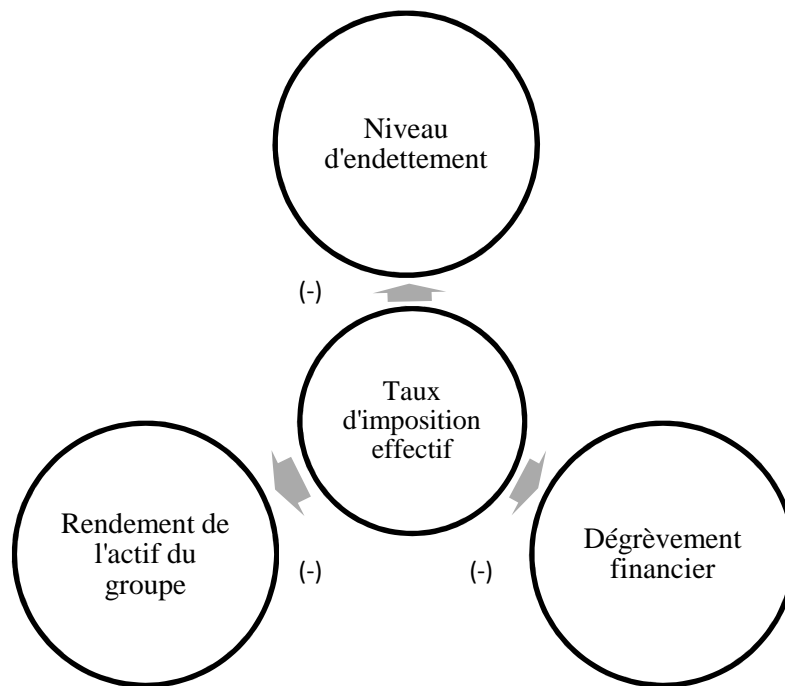 Niveau
d'endettement
(-)
Taux
d'imposition
effectif
Rendement de
l'actif du
groupe
(-)
(-)
Dégrèvement
financier